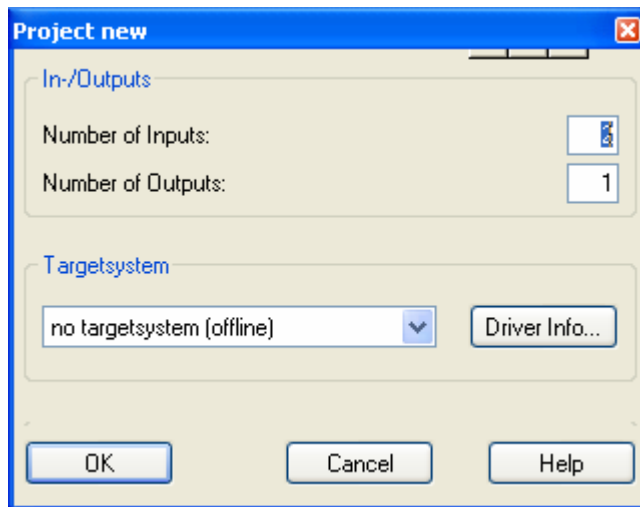 Project new
In-/Outputs
Number of Inputs:
Number of Outputs: 1
Targetsystem
no targetsystem (offline)
Driver Info...
OK
Cancel
Help